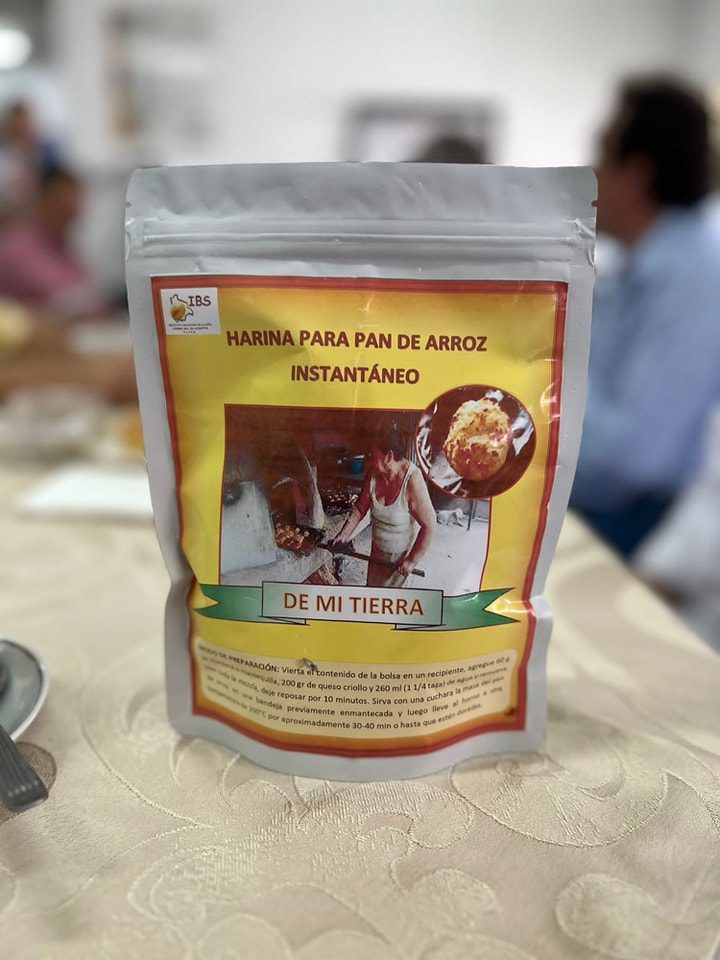 IBS
HARINA PARA PAN DE ARROZ
INSTANTÁNEO
DE MI TIERRA
MODO DE PREPARACIÓN: Vierta el contenido de la bolsa en un recipiente, agregue 60 g
mantequilla, 200 gr de queso criollo y 260 ml (1 1/4 taza) de agua y remueva
toda la mezcla, deje reposar por 10 minutos. Sirva con una cuchara la masa del pan
de arroz en una bandeja previamente enmantecada y luego lleve al horno a una
temperatura de 200°C por aproximadamente 30-40 min o hasta que estén dorados.